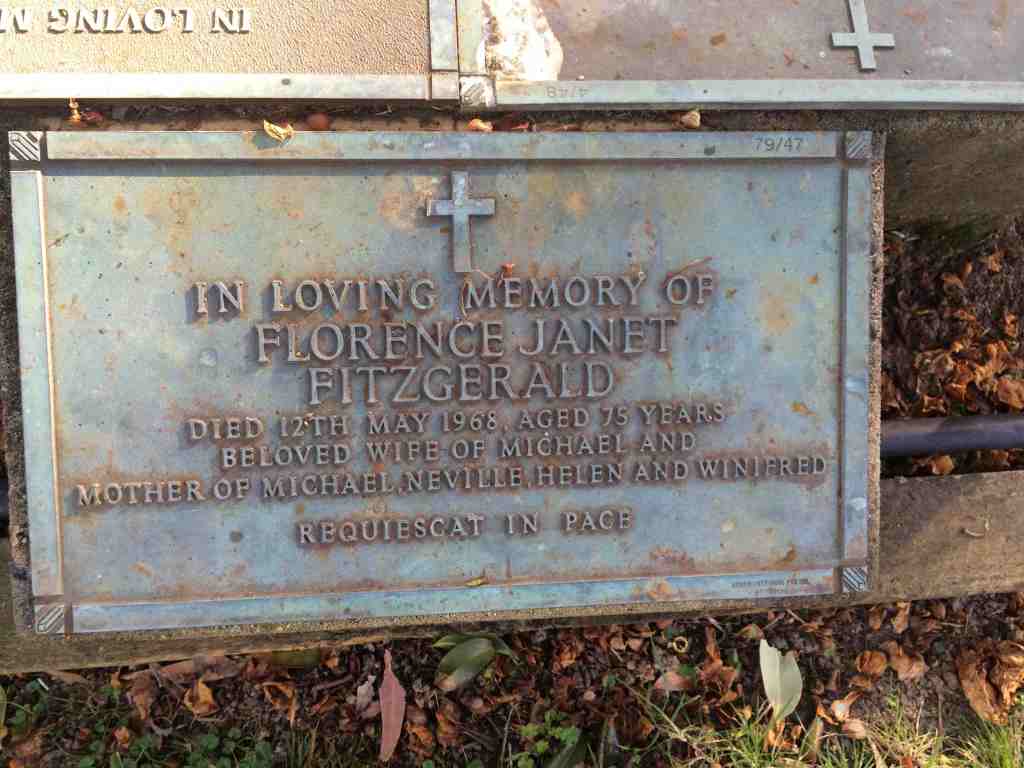 IN LOVING M
4748
79/47
IN LOVING MEMORY OF
FLORENCE JANET
FITZGERALD
DIED 12TH MAY 1968, AGED 75 YEARS
BELOVED WIFE OF MICHAEL AND
MOTHER OF MICHAEL, NEVILLE, HELEN AND WINIFRED
REQUIESCAT IN PACE